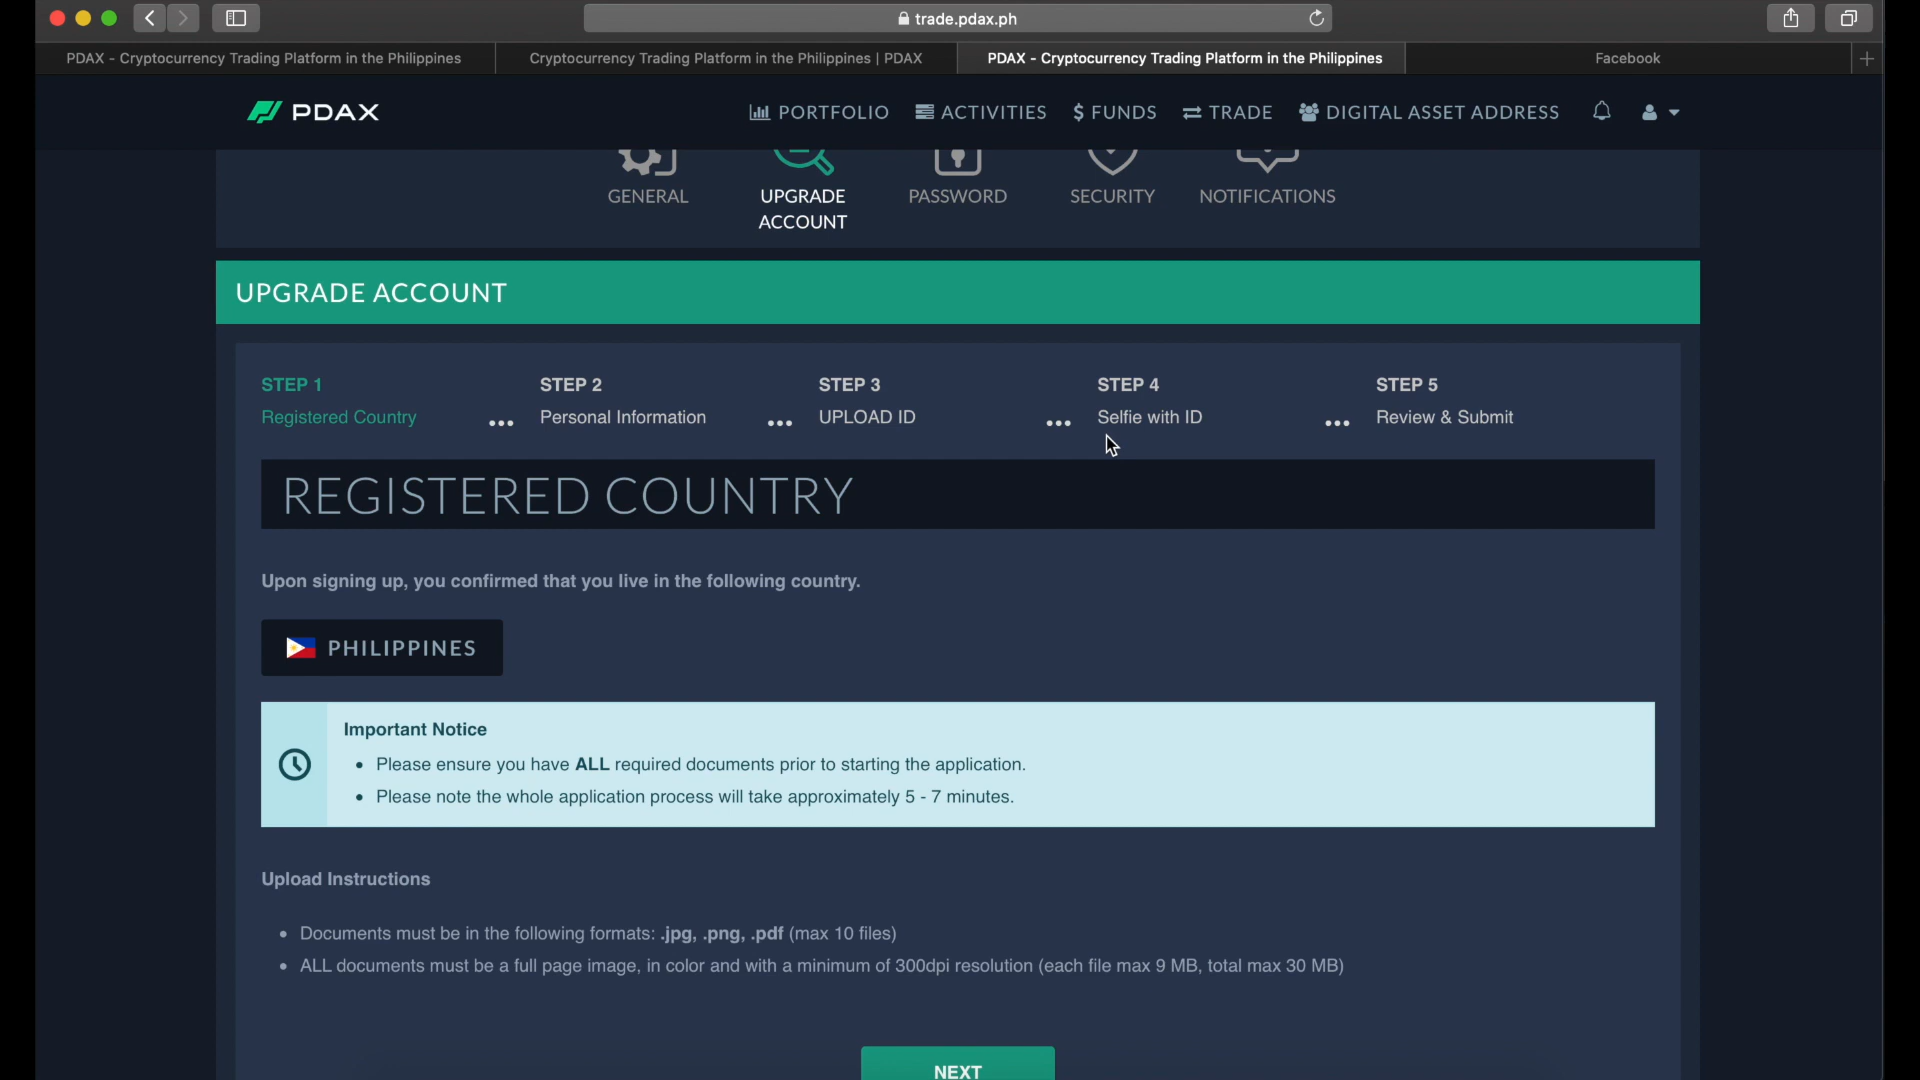 trade.pdax.ph
PDAX - Cryptocurrency Trading Platform in the Philippines
Cryptocurrency Trading Platform in the Philippines | PDAX
PDAX - Cryptocurrency Trading Platform in the Philippines
Facebook
PDAX
PORTFOLIO
ACTIVITIES
$ FUNDS
TRADE
DIGITAL ASSET ADDRESS
GENERAL
UPGRADE
ACCOUNT
PASSWORD
SECURITY
NOTIFICATIONS
UPGRADE ACCOUNT
STEP 1
Registered Country
...
STEP 2
Personal Information
...
STEP 3
UPLOAD ID
...
STEP 4
Selfie with ID
...
STEP 5
Review & Submit
REGISTERED COUNTRY
Upon signing up, you confirmed that you live in the following country.
PHILIPPINES
Important Notice
• Please ensure you have ALL required documents prior to starting the application.
• Please note the whole application process will take approximately 5 - 7 minutes.
Upload Instructions
• Documents must be in the following formats: .jpg, .png, .pdf (max 10 files)
• ALL documents must be a full page image, in color and with a minimum of 300dpi resolution (each file max 9 MB, total max 30 MB)
NEXT